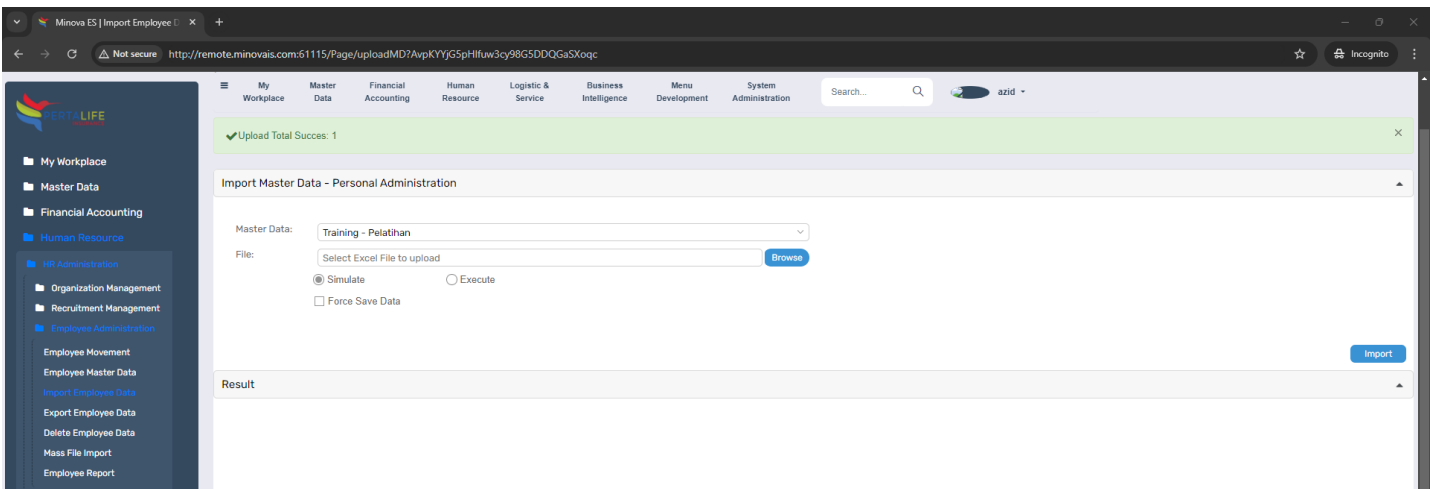 Minova ES | Import Employee D
Not secure http://remote.minovais.com:61115/Page/uploadMD?AvpKYYjG5pHlfuw3cy98G5DDQGaSXoqc Incognito
PERTALIFE
My Workplace
Master Data
Financial Accounting
Human Resource
Logistic & Service
Business Intelligence
Menu Development
System Administration
Search...
azid
Upload Total Succes: 1
My Workplace
Master Data
Financial Accounting
Human Resource
HR Administration
Organization Management
Recruitment Management
Employee Administration
Employee Movement
Employee Master Data
Import Employee Data
Export Employee Data
Delete Employee Data
Mass File Import
Employee Report
Import Master Data - Personal Administration
Master Data: Training - Pelatihan
File: Select Excel File to upload Browse
Simulate Execute
Force Save Data
Import
Result